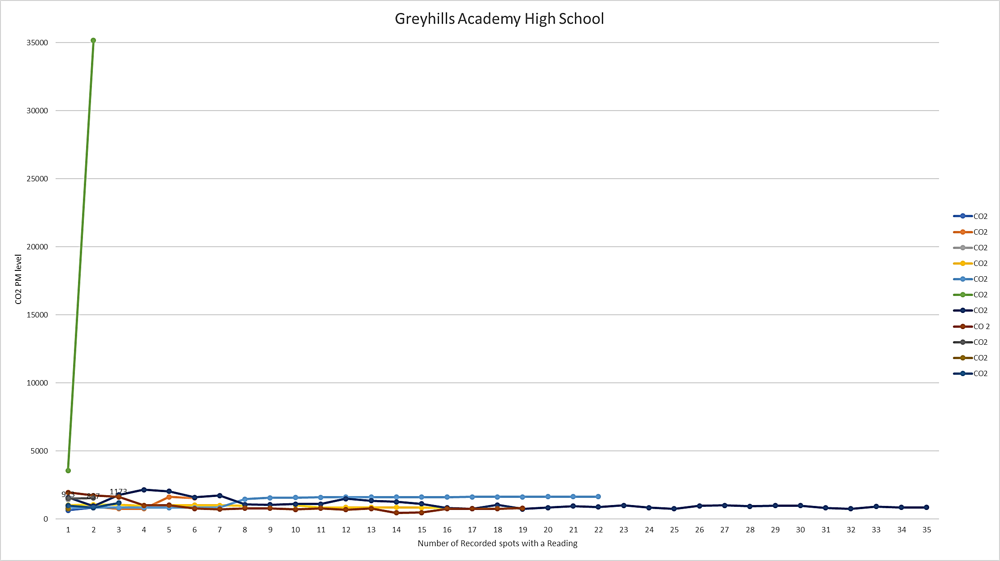 Greyhills Academy High School
35000
30000
25000
20000
15000
10000
5000
0
CO2 PM level
1173
1 2 3 4 5 6 7 8 9 10 11 12 13 14 15 16 17 18 19 20 21 22 23 24 25 26 27 28 29 30 31 32 33 34 35
Number of Recorded spots with a Reading
CO2
CO2
CO2
CO2
CO2
CO2
CO2
CO 2
CO2
CO2
CO2